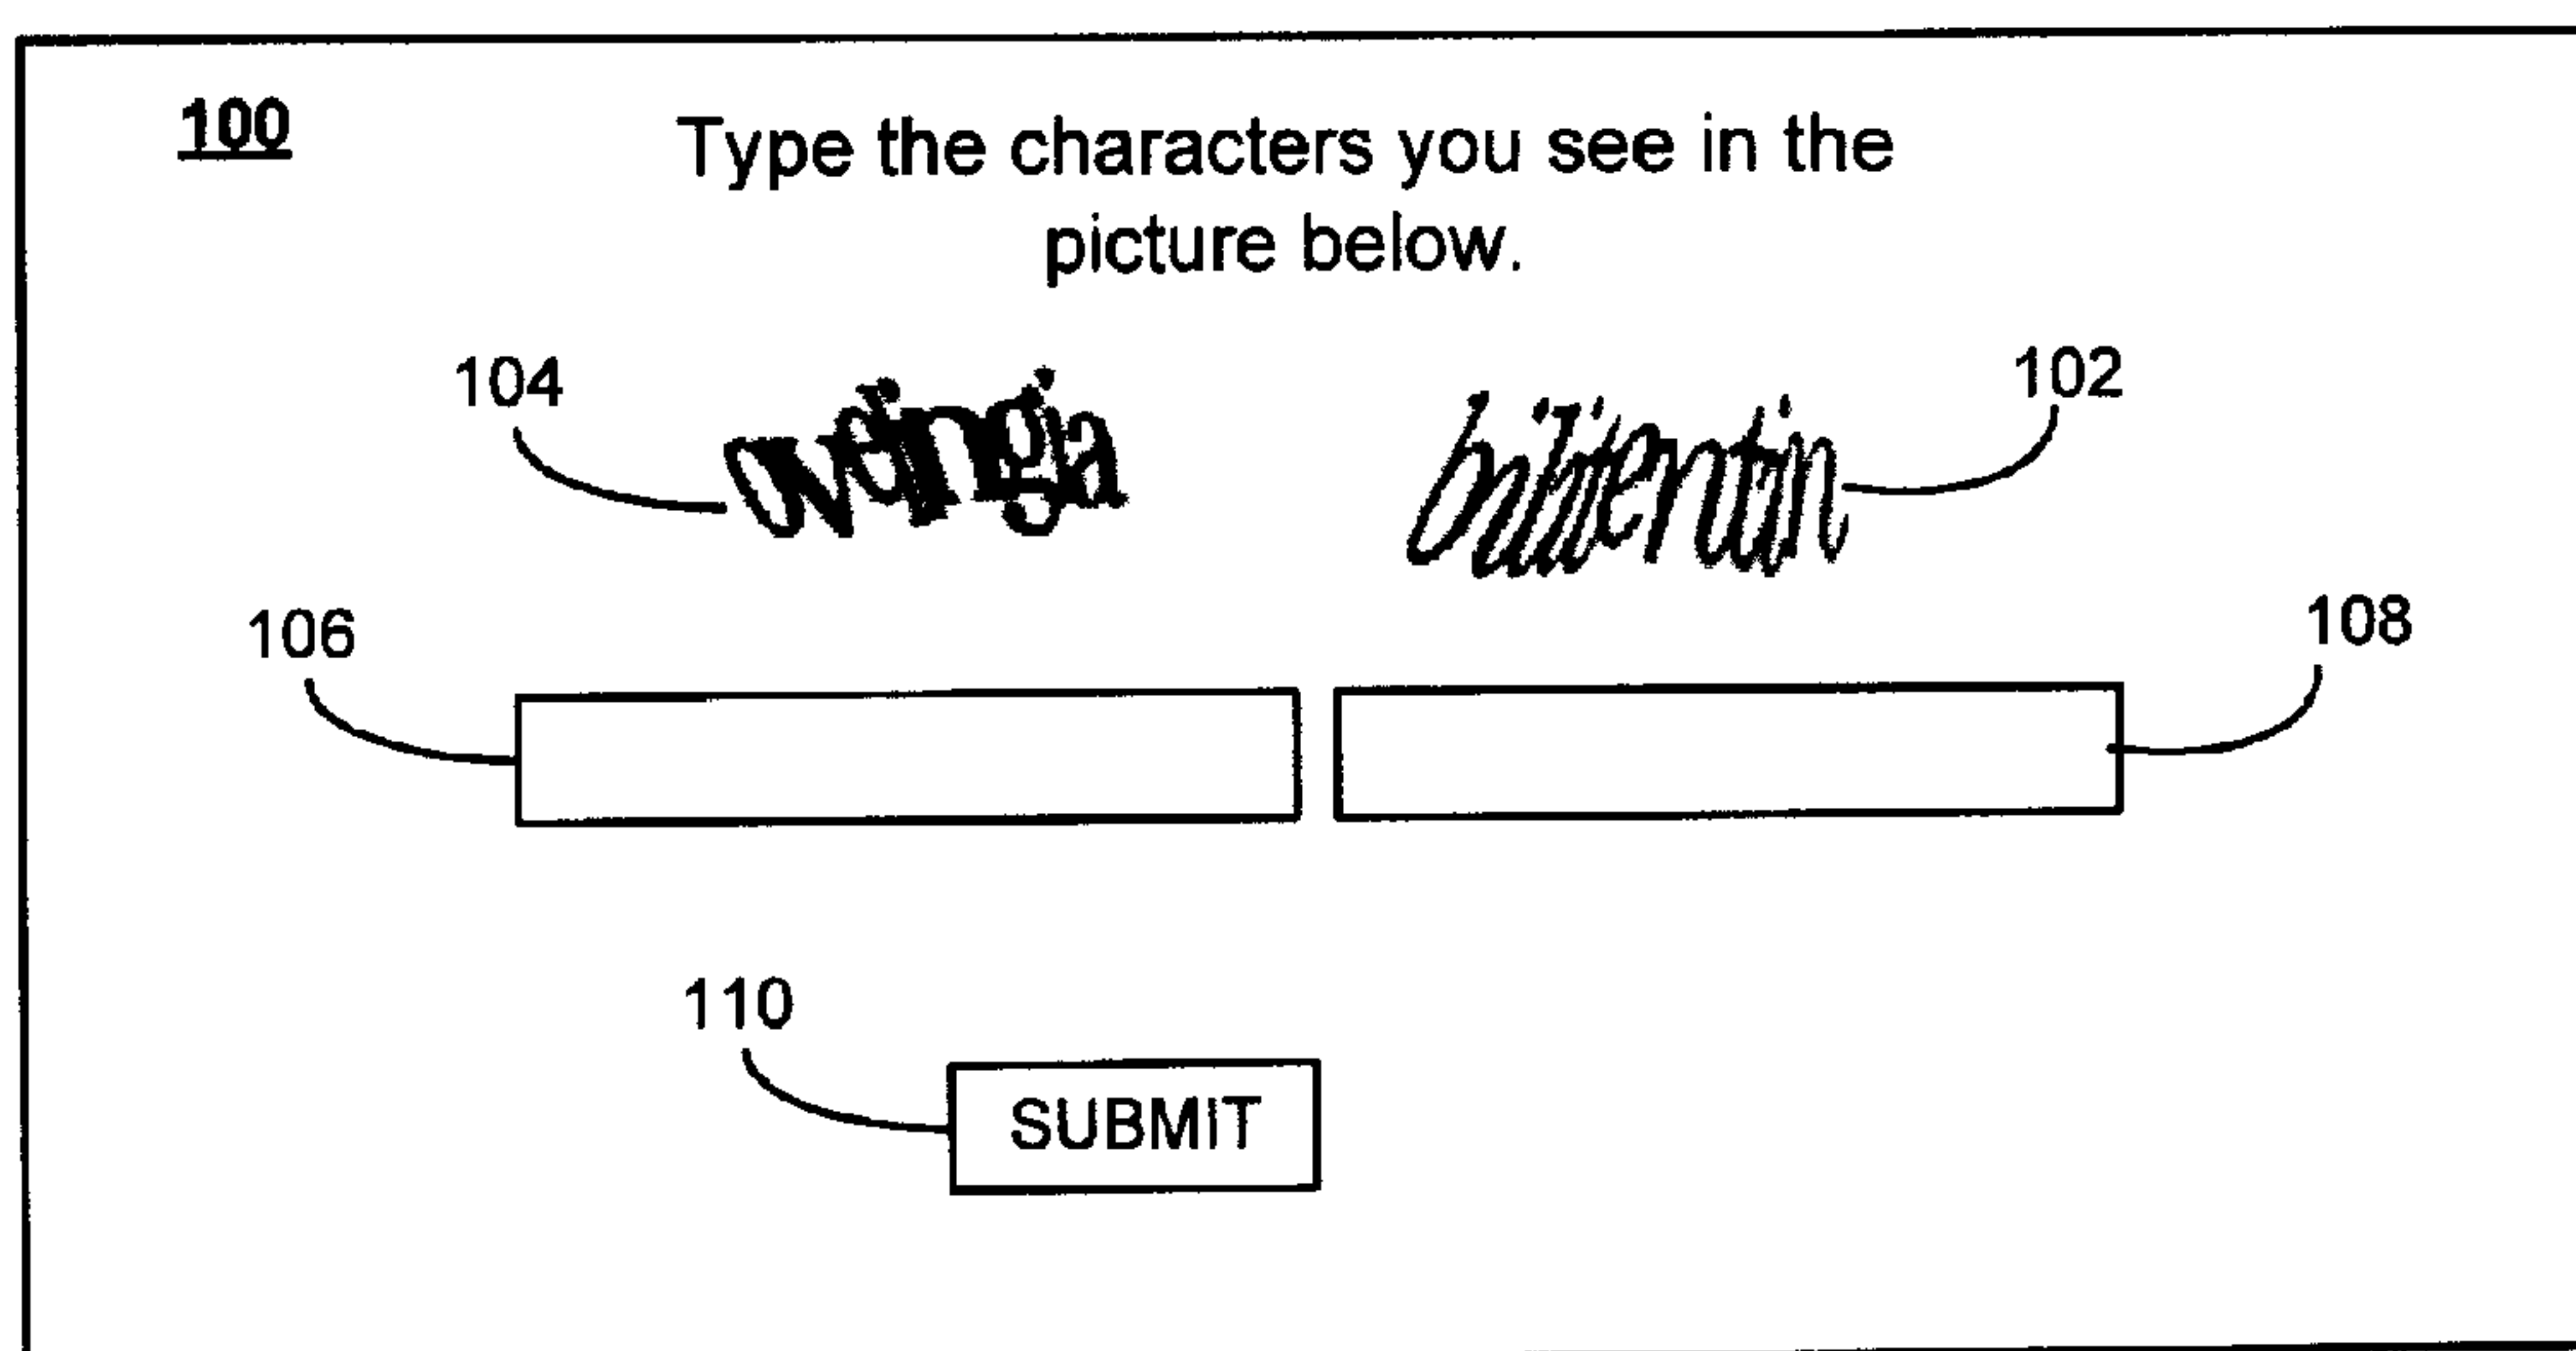 100
Type the characters you see in the
picture below.
104
102
106
108
110
SUBMIT